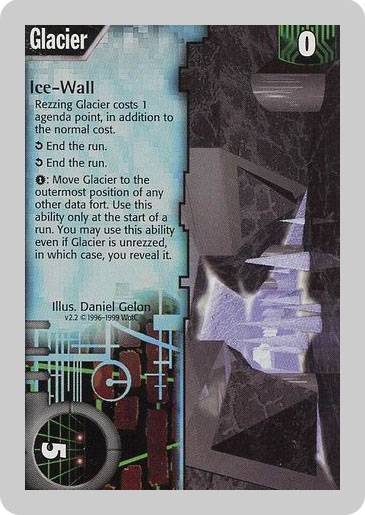 Glacier
0
Ice-Wall
Rezzing Glacier costs 1
agenda point, in addition to
the normal cost.
➲ End the run.
➲ End the run.
❶: Move Glacier to the
outermost position of any
other data fort. Use this
ability only at the start of a
run. You may use this ability
even if Glacier is unrezzed,
in which case, you reveal it.
Illus. Daniel Gelon
v2.2 ©1996-1999 WotC
5